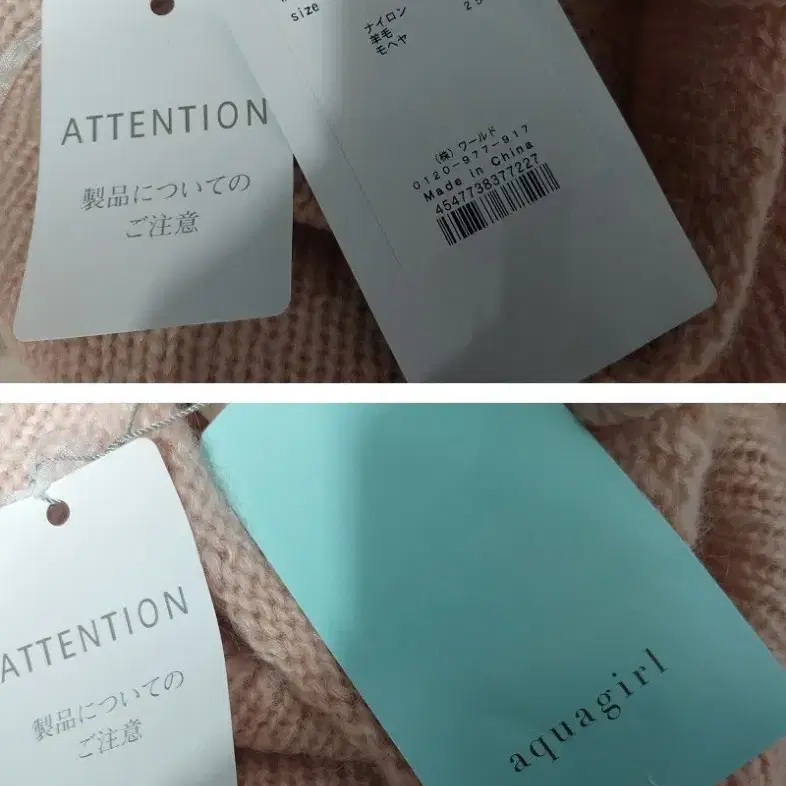 ATTENTION
製品についての
ご注意
size
ナイロン
羊毛
モヘヤ
(株) ワールド
0120-977-917
Made in China
4547738377227
ATTENTION
製品についての
ご注意
aquagirl